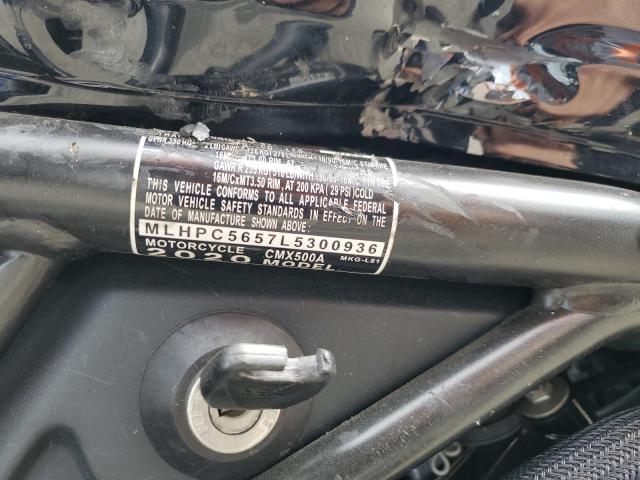 16M/CxMT3.50 RIM, AT 200 KPA ( 29 PSI)COLD
THIS VEHICLE CONFORMS TO ALL APPLICABLE FEDERAL
MOTOR VEHICLE SAFETY STANDARDS IN EFFECT ON THE
DATE OF MANUFACTURE SHOWN ABOVE:
MLHPC5657L5300936
MOTORCYCLE CMX500A
2020 MODEL MKG-L81